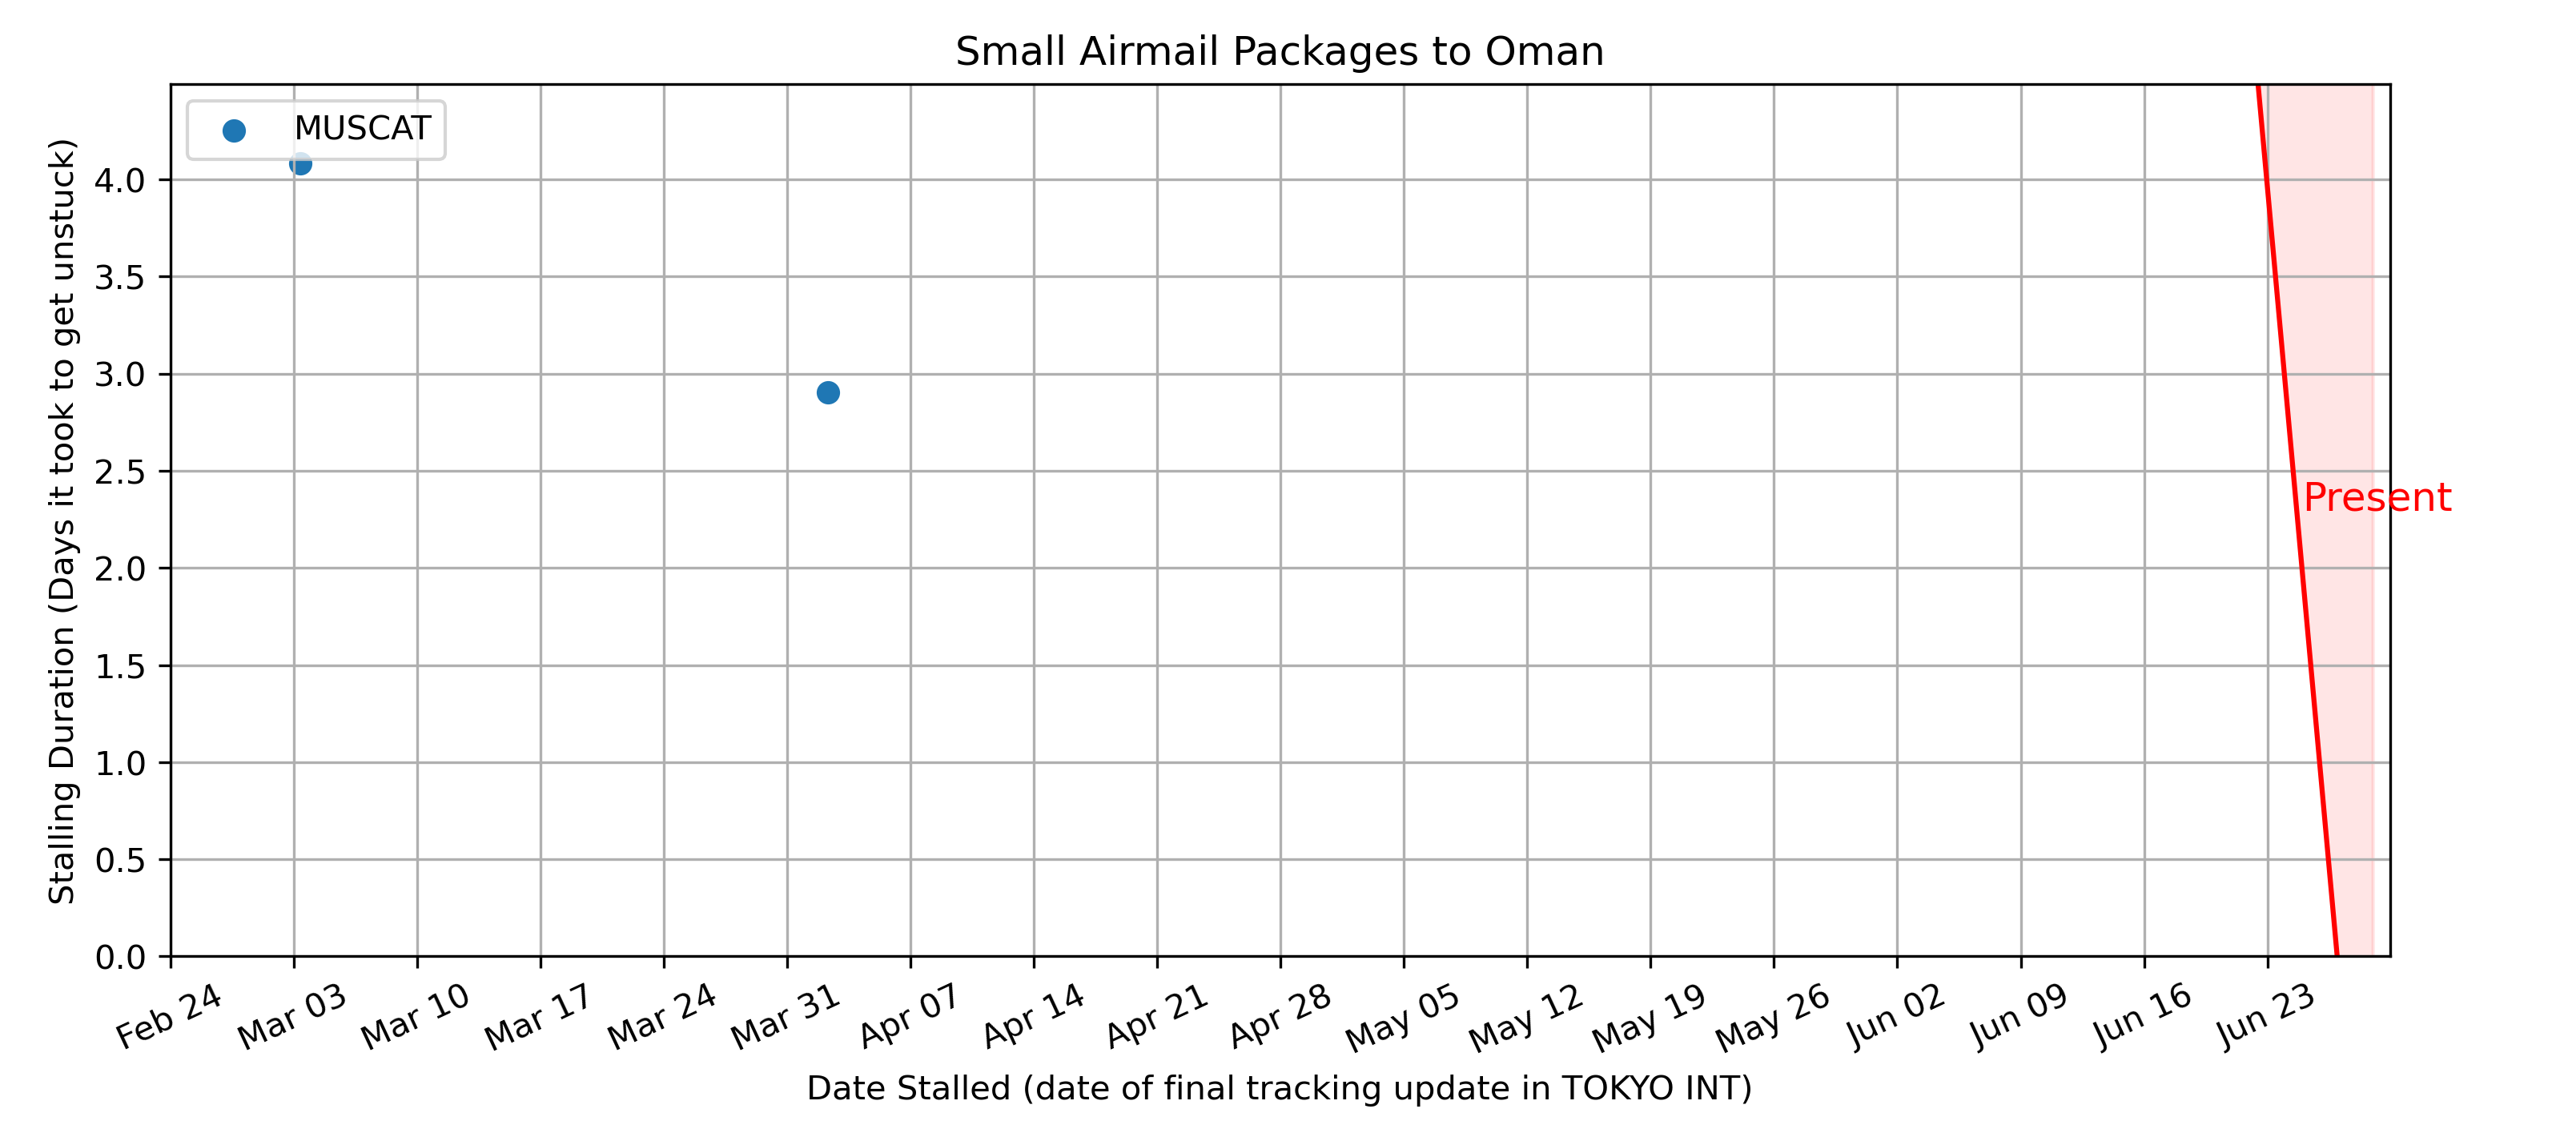 Small Airmail Packages to Oman
MUSCAT
Stalling Duration (Days it took to get unstuck)
4.0
3.5
3.0
2.5
2.0
1.5
1.0
0.5
0.0
Present
Feb 24 Mar 03 Mar 10 Mar 17 Mar 24 Mar 31 Apr 07 Apr 14 Apr 21 Apr 28 May 05 May 12 May 19 May 26 Jun 02 Jun 09 Jun 16 Jun 23
Date Stalled (date of final tracking update in TOKYO INT)